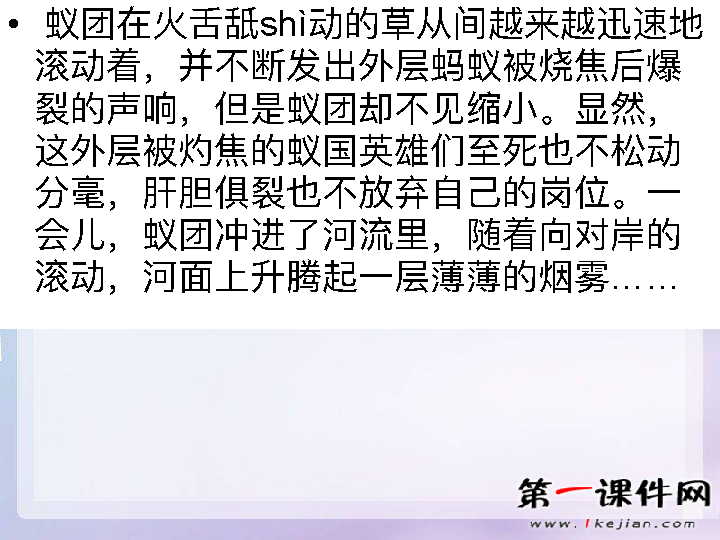 • 蚁团在火舌舐shì动的草丛间越来越迅速地
滚动着，并不断发出外层蚂蚁被烧焦后爆
裂的声响，但是蚁团却不见缩小。显然，
这外层被灼焦的蚁国英雄们至死也不松动
分毫，肝胆俱裂也不放弃自己的岗位。一
会儿，蚁团冲进了河流里，随着向对岸的
滚动，河面上升腾起一层薄薄的烟雾……
第一课件网
www.1kejian.com